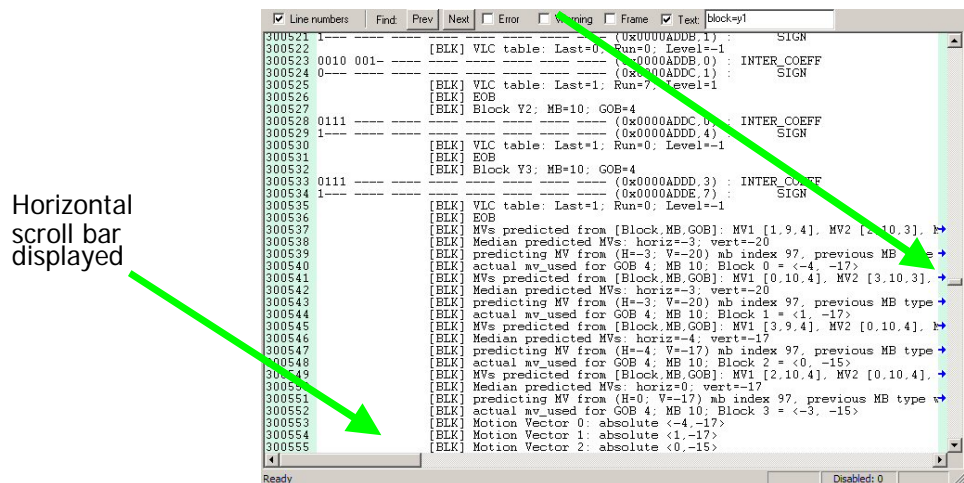 Line numbers Find: Prev Next Error Warning Frame Text: block=y1
300521 1--- ---- ---- ---- ---- ---- ---- ---- (0x0000ADDB,1) : SIGN
300522 [BLK] VLC table: Last=0; Run=0; Level=-1
300523 0010 001- ---- ---- ---- ---- ---- ---- (0x0000ADDB,0) : INTER_COEFF
300524 0--- ---- ---- ---- ---- ---- ---- ---- (0x0000ADDC,1) : SIGN
300525 [BLK] VLC table: Last=1; Run=7; Level=1
300526 [BLK] EOB
300527 [BLK] Block Y2; MB=10; GOB=4
300528 0111 ---- ---- ---- ---- ---- ---- ---- (0x0000ADDC,0) : INTER_COEFF
300529 1--- ---- ---- ---- ---- ---- ---- ---- (0x0000ADDD,4) : SIGN
300530 [BLK] VLC table: Last=1; Run=0; Level=-1
300531 [BLK] EOB
300532 [BLK] Block Y3; MB=10; GOB=4
300533 0111 ---- ---- ---- ---- ---- ---- ---- (0x0000ADDD,3) : INTER_COEFF
300534 1--- ---- ---- ---- ---- ---- ---- ---- (0x0000ADDE,7) : SIGN
300535 [BLK] VLC table: Last=1; Run=0; Level=-1
300536 [BLK] EOB
300537 [BLK] MVs predicted from [Block,MB,GOB]: MV1 [1,9,4], MV2 [2,10,3],
300538 [BLK] Median predicted MVs: horiz=-3; vert=-20
300539 [BLK] predicting MV from (H=-3; V=-20) mb index 97, previous MB type
300540 [BLK] actual mv_used for GOB 4; MB 10; Block 0 = <-4, -17>
300541 [BLK] MVs predicted from [Block,MB,GOB]: MV1 [0,10,4], MV2 [3,10,3],
300542 [BLK] Median predicted MVs: horiz=-3; vert=-20
300543 [BLK] predicting MV from (H=-3; V=-20) mb index 97, previous MB type
300544 [BLK] actual mv_used for GOB 4; MB 10; Block 1 = <1, -17>
300545 [BLK] MVs predicted from [Block,MB,GOB]: MV1 [3,9,4], MV2 [0,10,4],
300546 [BLK] Median predicted MVs: horiz=-4; vert=-17
300547 [BLK] predicting MV from (H=-4; V=-17) mb index 97, previous MB type
300548 [BLK] actual mv_used for GOB 4; MB 10; Block 2 = <0, -15>
300549 [BLK] MVs predicted from [Block,MB,GOB]: MV1 [2,10,4], MV2 [0,10,4],
300550 [BLK] Median predicted MVs: horiz=0; vert=-17
300551 [BLK] predicting MV from (H=0; V=-17) mb index 97, previous MB type
300552 [BLK] actual mv_used for GOB 4; MB 10; Block 3 = <-3, -15>
300553 [BLK] Motion Vector 0: absolute <-4,-17>
300554 [BLK] Motion Vector 1: absolute <1,-17>
300555 [BLK] Motion Vector 2: absolute <0,-15>
Ready Disabled: 0
Horizontal
scroll bar
displayed